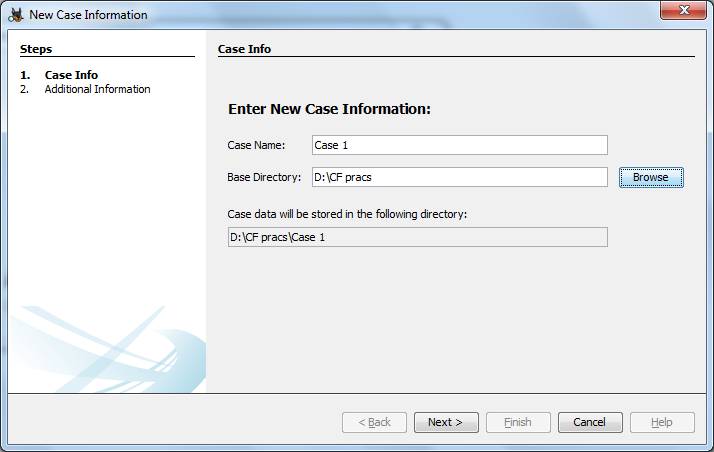 New Case Information
Steps
1. Case Info
2. Additional Information
Case Info
Enter New Case Information:
Case Name: Case 1
Base Directory: D:\CF pracs Browse
Case data will be stored in the following directory:
D:\CF pracs\Case 1
< Back Next > Finish Cancel Help